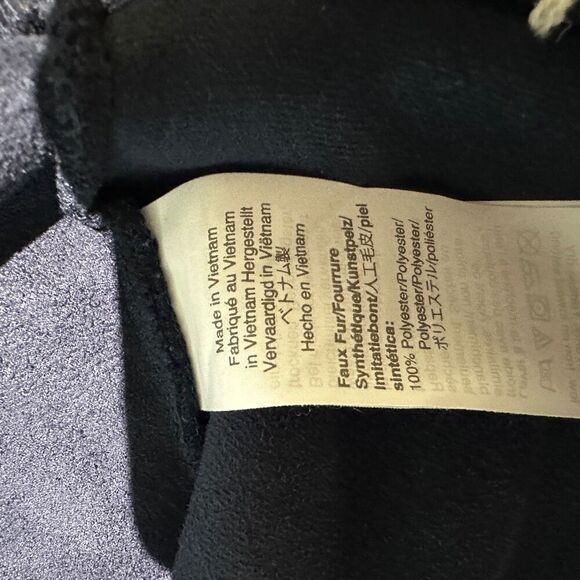 Made in Vietnam
Fabriqué au Vietnam
in Vietnam Hergestellt
Vervaardigd in Viëtnam
ベトナム製
Hecho en Vietnam
Faux Fur/Fourrure
Synthétique/Kunstpelz/
Imitatiebont/人工毛皮/piel
sintética:
100% Polyester/Polyester/
Polyester/Polyester/
ポリエステル/poliéster